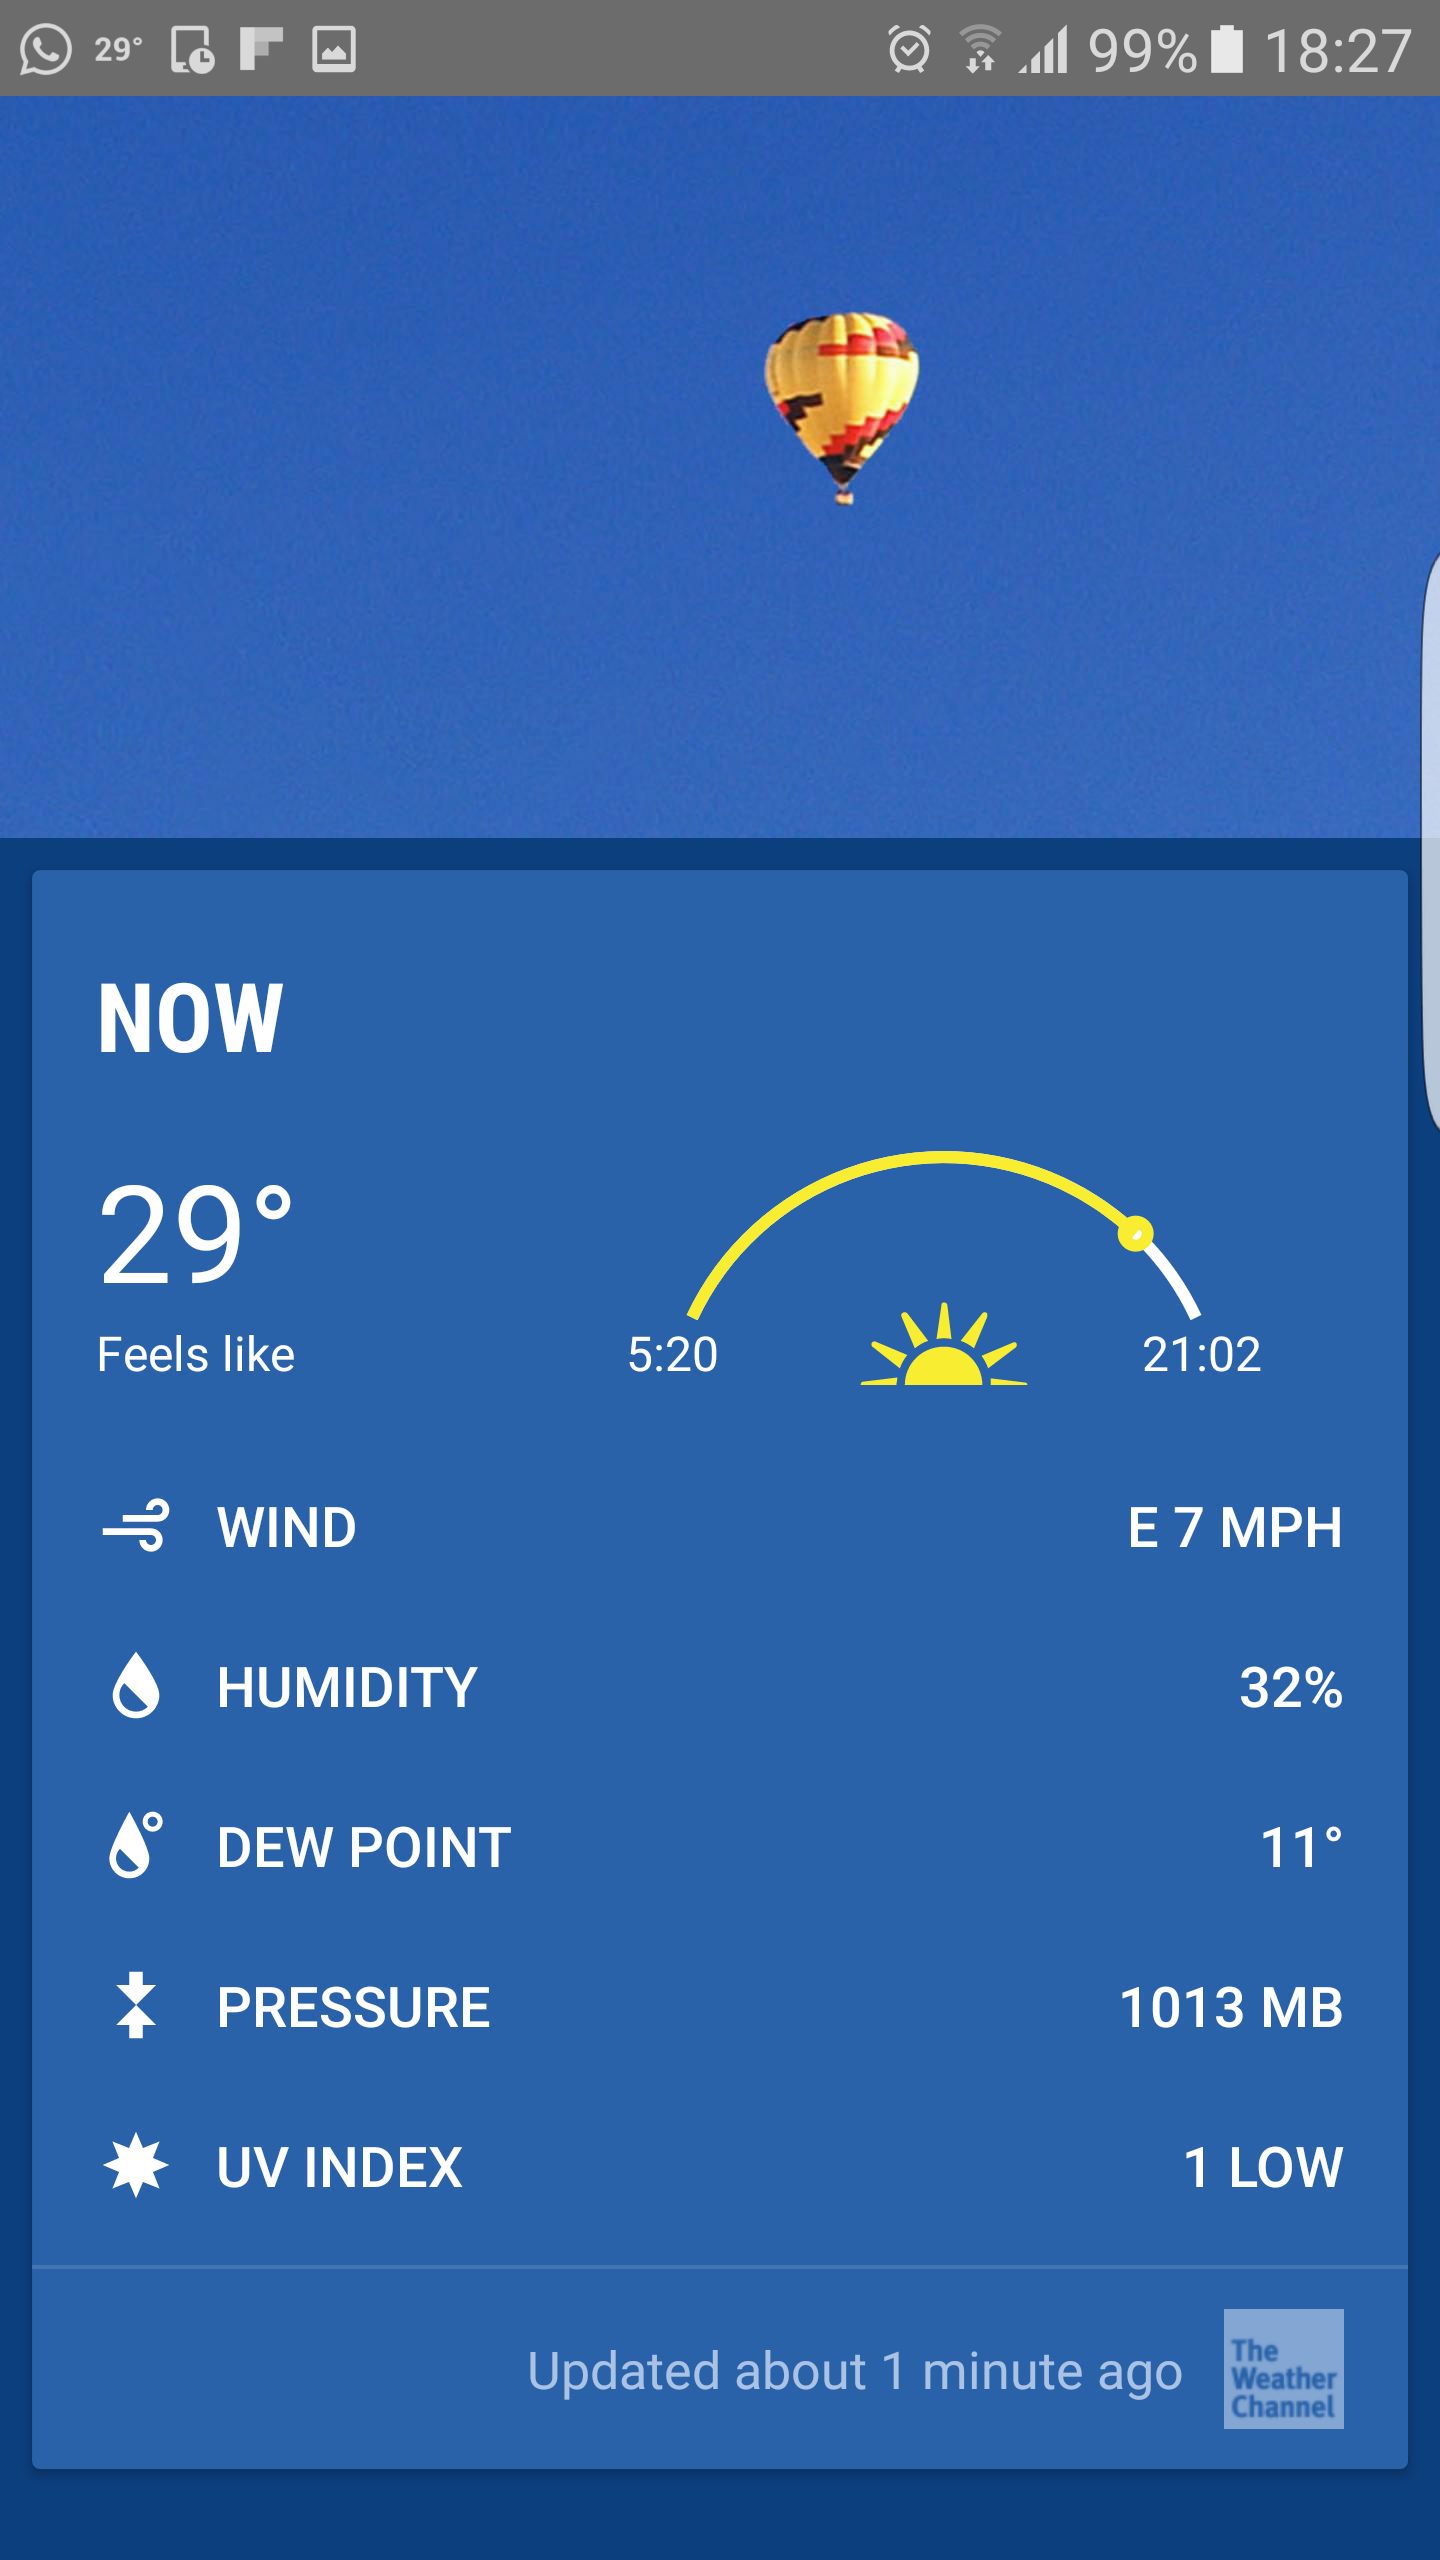 29° 99% 18:27
NOW
29°
Feels like
5:20 21:02
WIND E 7 MPH
HUMIDITY 32%
DEW POINT 11°
PRESSURE 1013 MB
UV INDEX 1 LOW
Updated about 1 minute ago
The
Weather
Channel